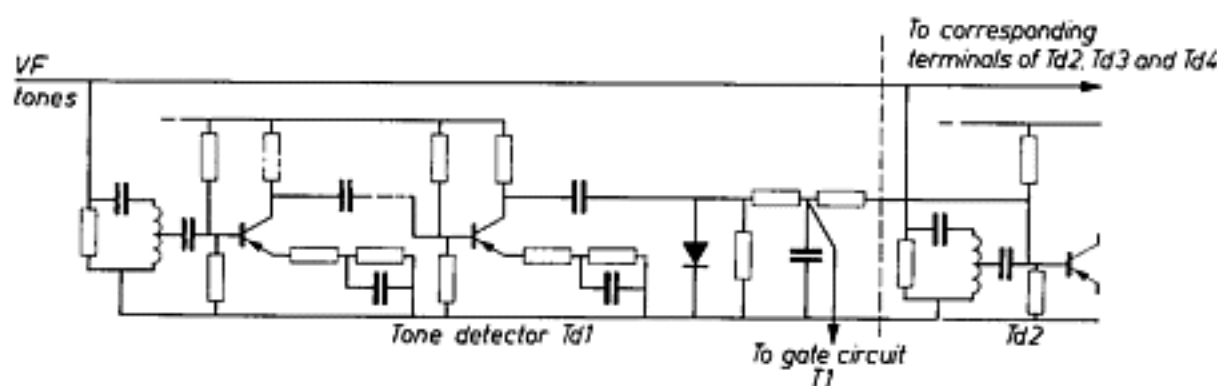 VF
tones
To corresponding
terminals of Td2, Td3 and Td4
Tone detector Td1
To gate circuit
T1
Td2